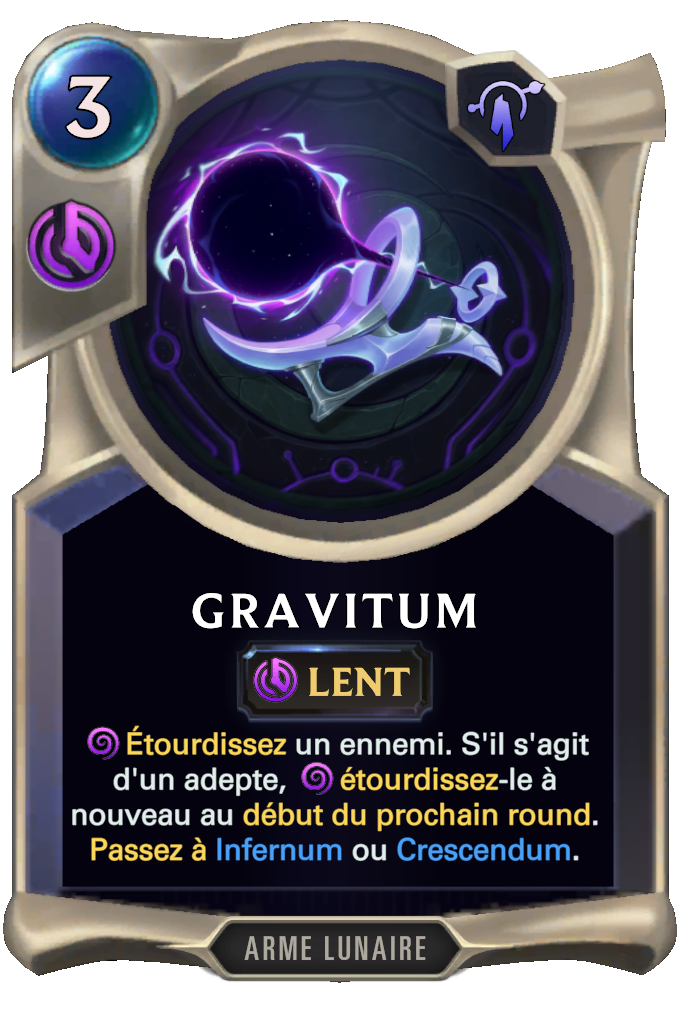 3
GRAVITUM
LENT
Étourdissez un ennemi. S'il s'agit
d'un adepte, étourdissez-le à
nouveau au début du prochain round.
Passez à Infernum ou Crescendum.
ARME LUNAIRE